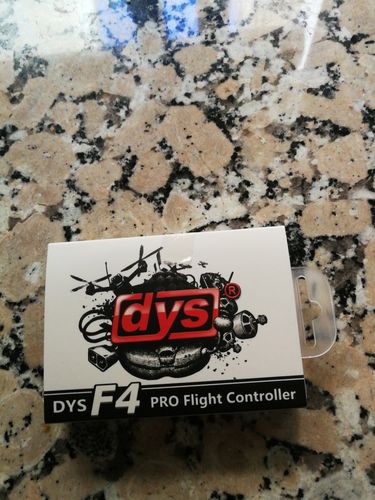 dys®
DYS F4 PRO Flight Controller